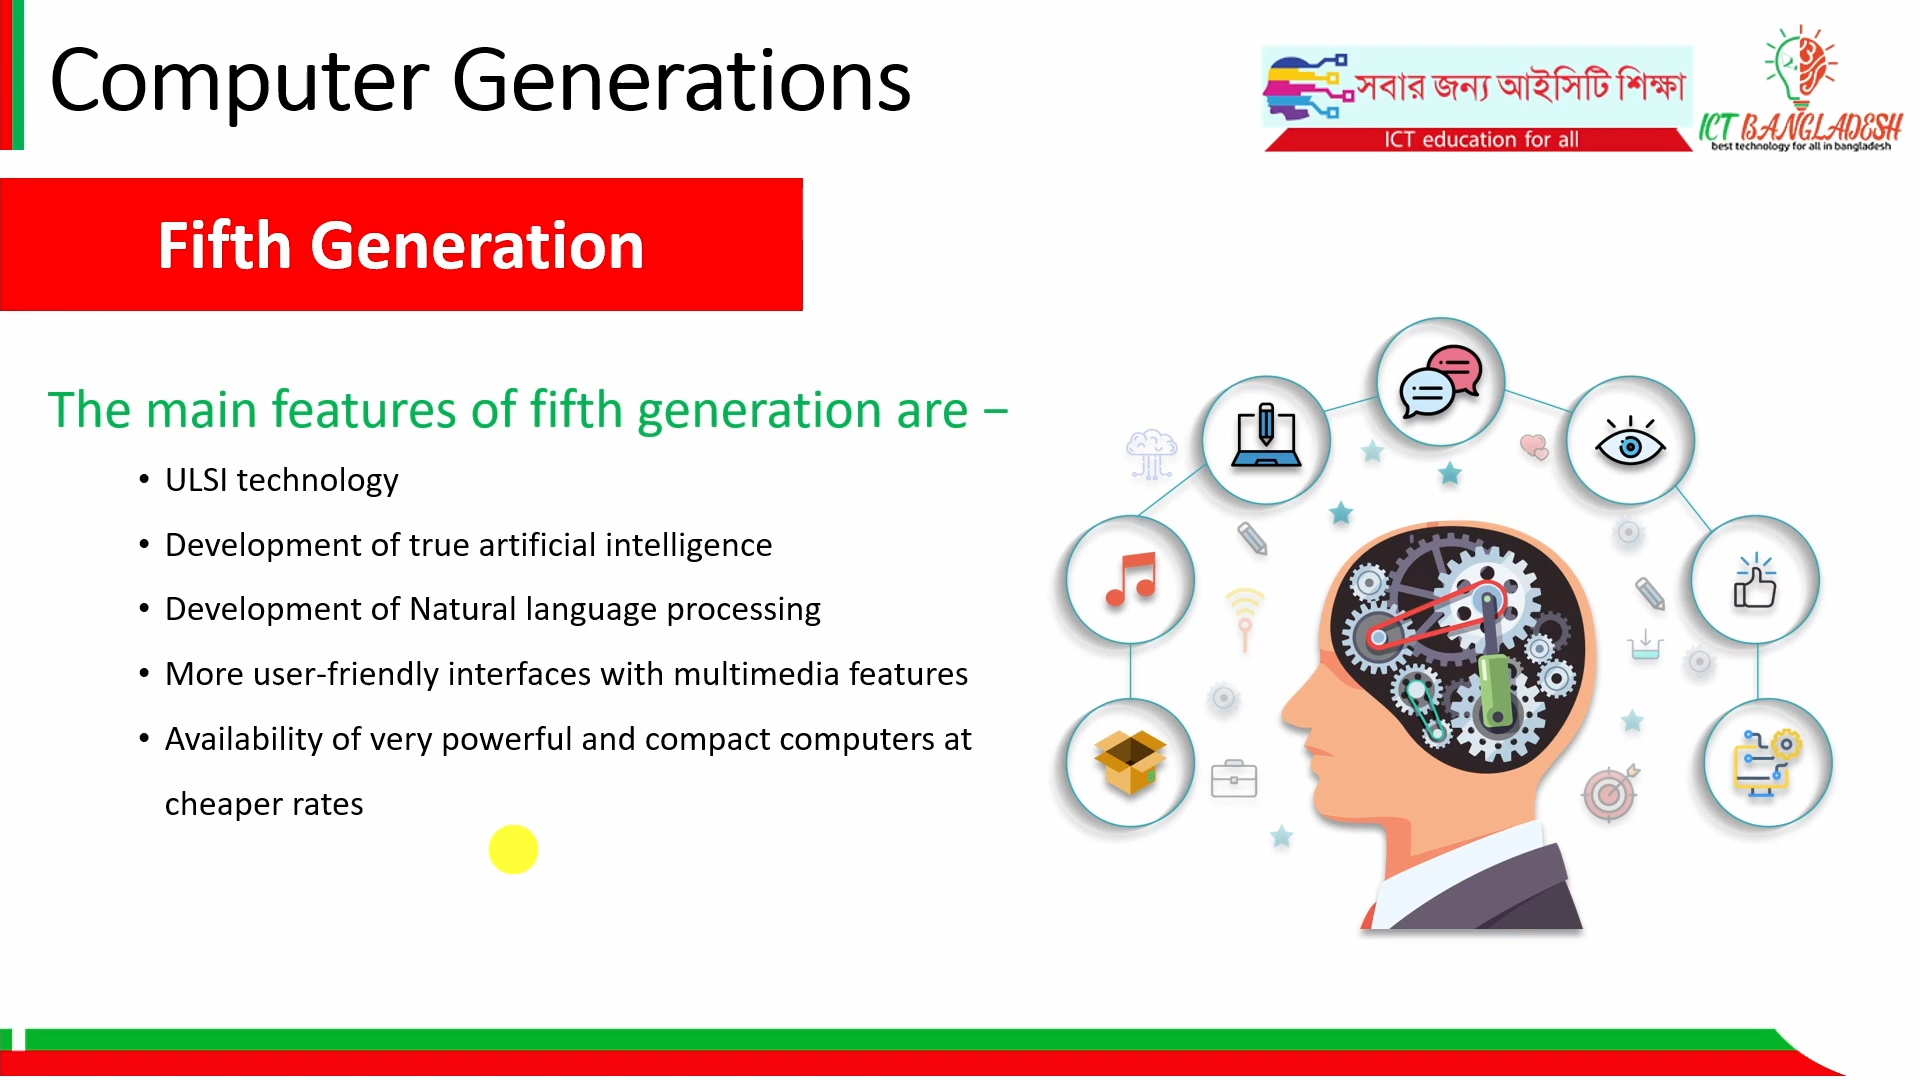 Computer Generations
সবার জন্য আইসিটি শিক্ষা
ICT education for all
ICT BANGLADESH
best technology for all in bangladesh
Fifth Generation
The main features of fifth generation are –
• ULSI technology
• Development of true artificial intelligence
• Development of Natural language processing
• More user-friendly interfaces with multimedia features
• Availability of very powerful and compact computers at
cheaper rates